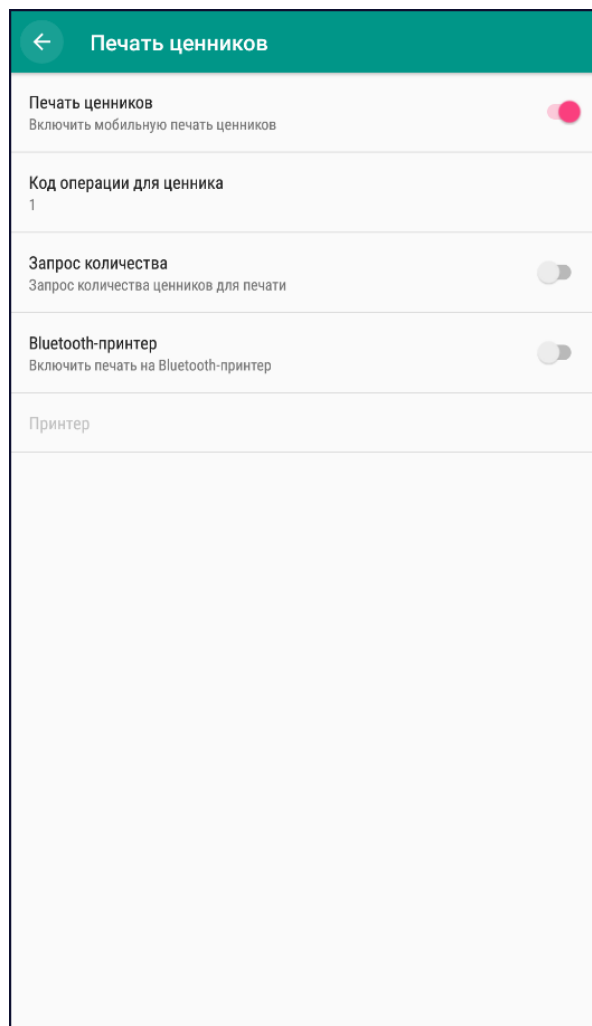 Печать ценников
Печать ценников
Включить мобильную печать ценников
Код операции для ценника
1
Запрос количества
Запрос количества ценников для печати
Bluetooth-принтер
Включить печать на Bluetooth-принтер
Принтер